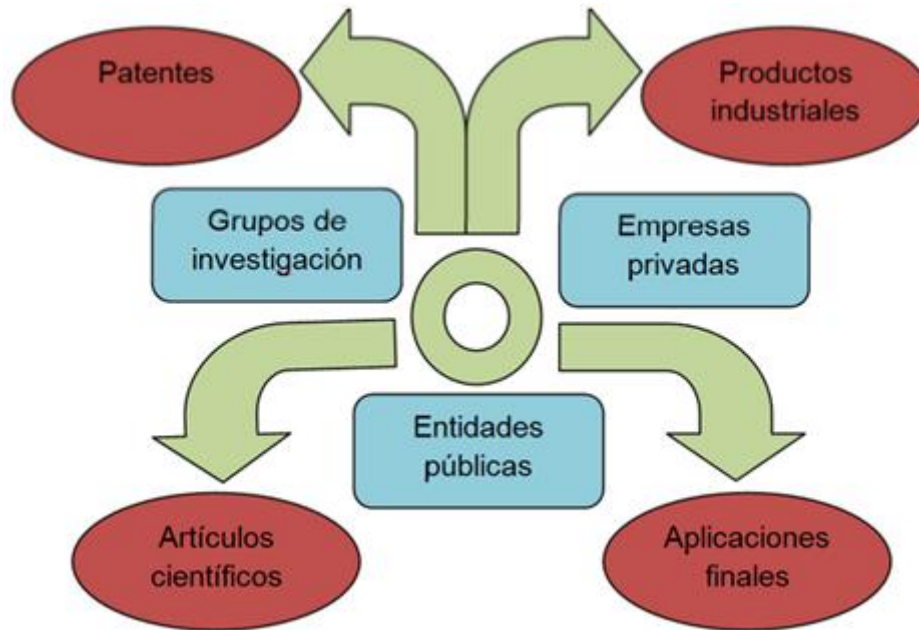 Patentes
Productos
industriales
Grupos de
investigación
Empresas
privadas
Entidades
públicas
Artículos
científicos
Aplicaciones
finales